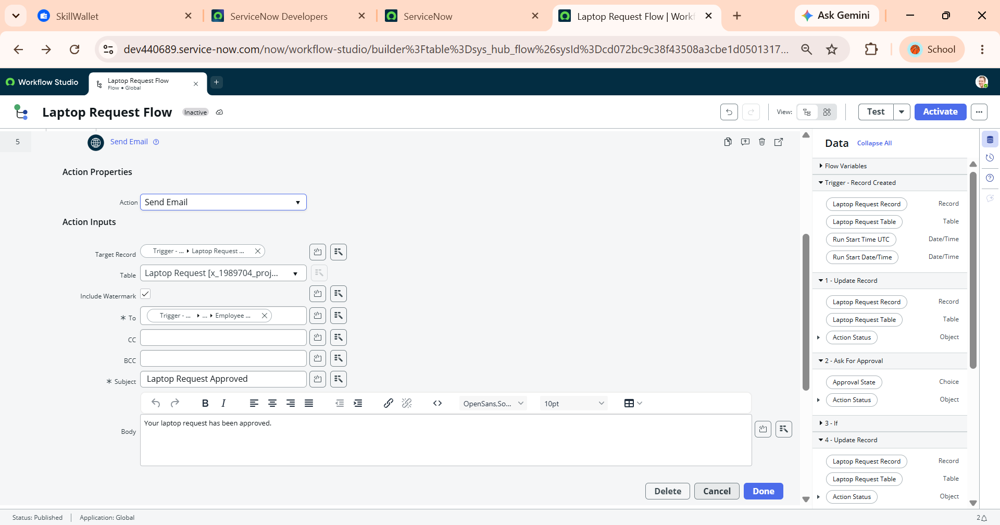 SkillWallet
ServiceNow Developers
ServiceNow
Laptop Request Flow | Workf
Ask Gemini
dev440689.service-now.com/now/workflow-studio/builder%3Ftable%3Dsys_hub_flow%26sysId%3Dcd072bc9c38f43508a3cbe1d0501317...
School
Workflow Studio
Laptop Request Flow
Flow • Global
Laptop Request Flow
Inactive
View:
Test
Activate
5
Send Email
Action Properties
Action
Send Email
Action Inputs
Target Record
Trigger - ... Laptop Request ...
Table
Laptop Request [x_1989704_proj...
Include Watermark
* To
Trigger - ... ... Employee ...
CC
BCC
* Subject
Laptop Request Approved
B I
OpenSans,So...
10pt
Body
Your laptop request has been approved.
Delete
Cancel
Done
Data
Collapse All
Flow Variables
Trigger - Record Created
Laptop Request Record Record
Laptop Request Table Table
Run Start Time UTC Date/Time
Run Start Date/Time Date/Time
1 - Update Record
Laptop Request Record Record
Laptop Request Table Table
Action Status Object
2 - Ask For Approval
Approval State Choice
Action Status Object
3 - If
4 - Update Record
Laptop Request Record Record
Laptop Request Table Table
Action Status Object
Status: Published
Application: Global
2